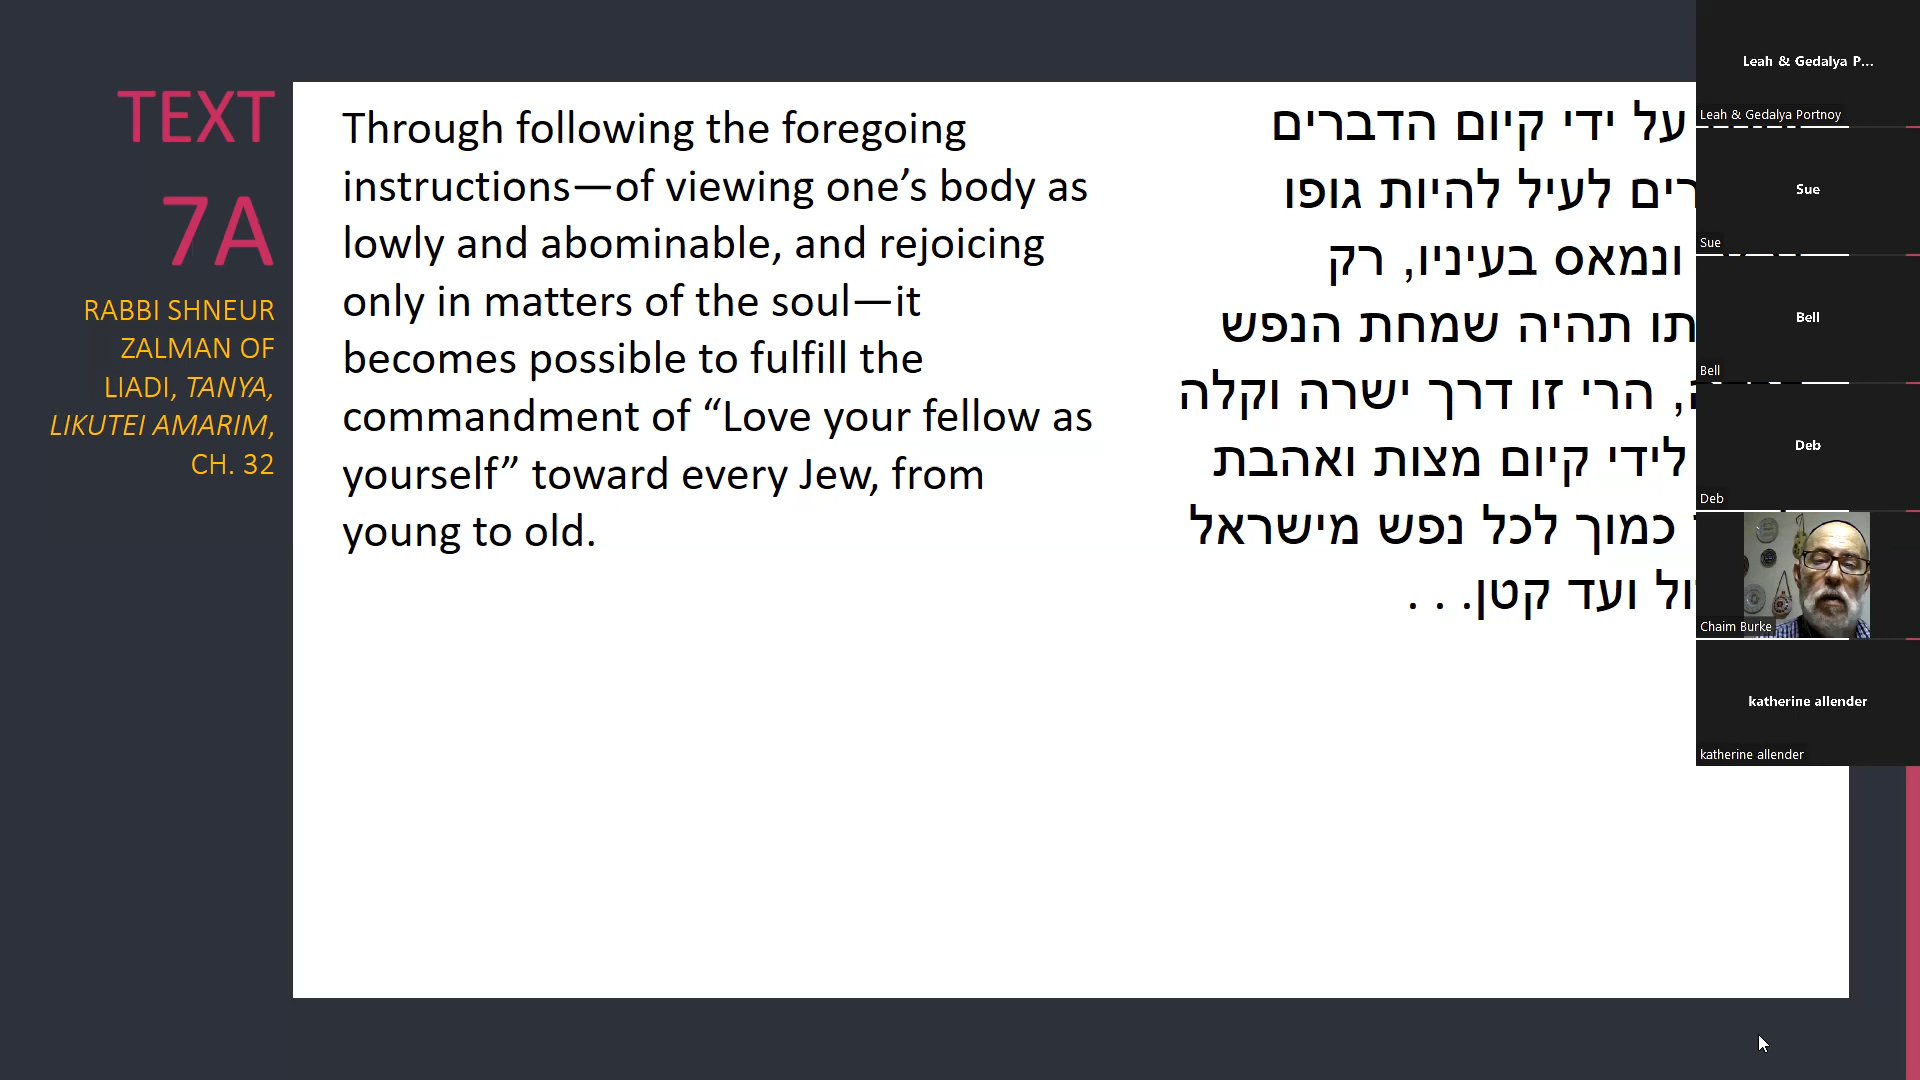 TEXT
7A
RABBI SHNEUR
ZALMAN OF
LIADI, TANYA,
LIKUTEI AMARIM,
CH. 32
Through following the foregoing
instructions—of viewing one’s body as
lowly and abominable, and rejoicing
only in matters of the soul—it
becomes possible to fulfill the
commandment of “Love your fellow as
yourself” toward every Jew, from
young to old.
על ידי קיום הדברים
לעיל להיות גופו
ונמאס בעיניו, רק
תהיה שמחת הנפש
הרי זו דרך ישרה וקלה
לידי קיום מצות ואהבת
כמוך לכל נפש מישראל
ועד קטן. . .
Leah & Gedalya P...
Leah & Gedalya Portnoy
Sue
Sue
Bell
Bell
Deb
Deb
Chaim Burke
katherine allender
katherine allender